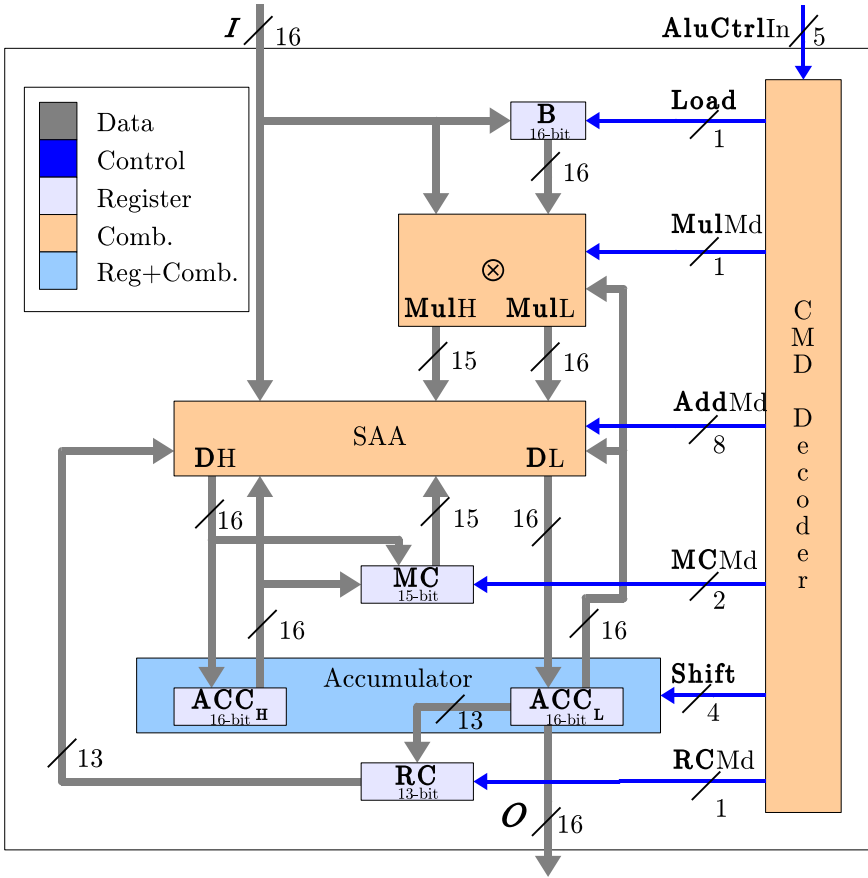 I
16
AluCtrlIn
5
Data
Control
Register
Comb.
Reg+Comb.
B
16-bit
16
Load
1
MulMd
1
⊗
MulH
MulL
15
16
CMD Decoder
SAA
DH
DL
AddMd
8
16
15
16
MC
15-bit
MCMd
2
16
16
Accumulator
ACCH
16-bit
ACCL
16-bit
Shift
4
13
13
RC
13-bit
RCMd
1
O
16